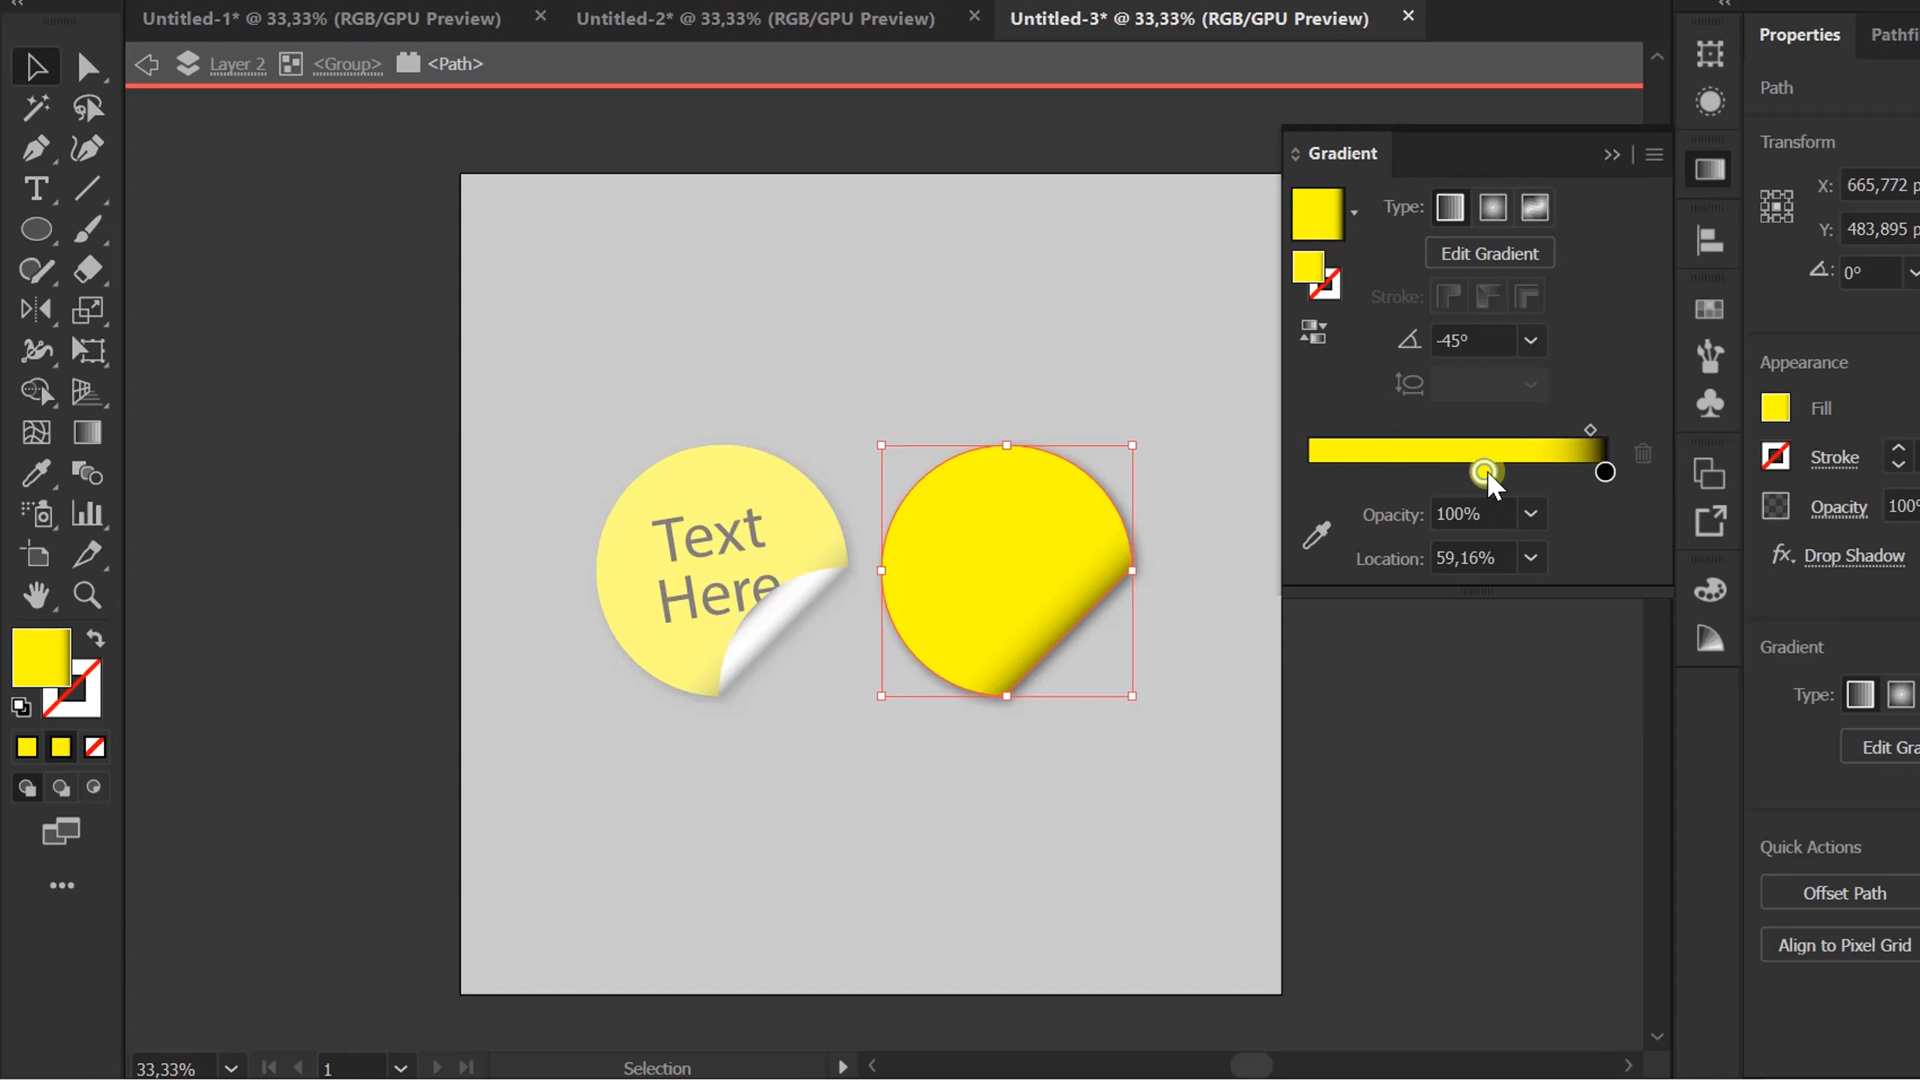 Untitled-1* @ 33,33% (RGB/GPU Preview)
Untitled-2* @ 33,33% (RGB/GPU Preview)
Untitled-3* @ 33,33% (RGB/GPU Preview)
Layer 2
<Group>
<Path>
Text
Here
Gradient
Type:
Edit Gradient
Stroke:
-45°
Opacity:
100%
Location:
59,16%
Properties
Pathfi
Path
Transform
X:
665,772 p
Y:
483,895 p
0°
Appearance
Fill
Stroke
Opacity
100%
fx.
Drop Shadow
Gradient
Type:
Edit Gra
Quick Actions
Offset Path
Align to Pixel Grid
33,33%
1
Selection